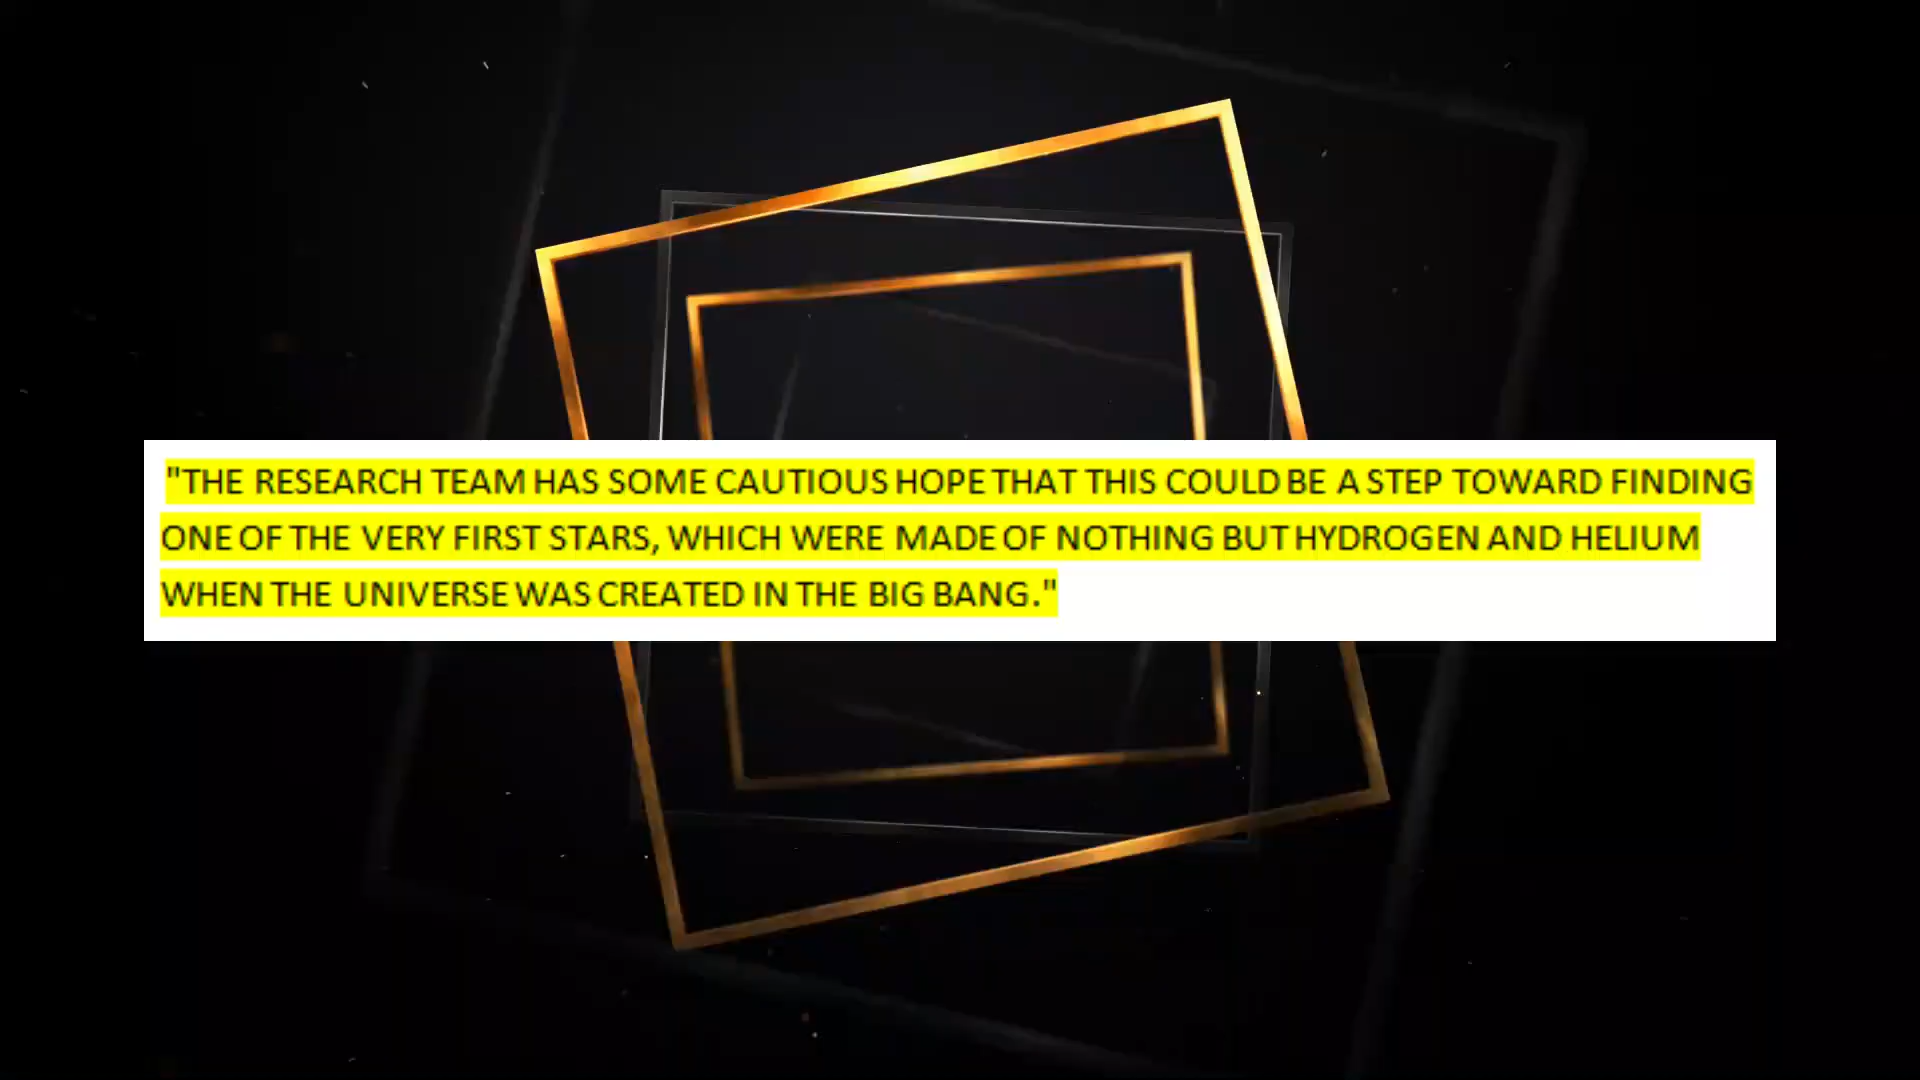 "THE RESEARCH TEAM HAS SOME CAUTIOUS HOPE THAT THIS COULD BE A STEP TOWARD FINDING
ONE OF THE VERY FIRST STARS, WHICH WERE MADE OF NOTHING BUT HYDROGEN AND HELIUM
WHEN THE UNIVERSE WAS CREATED IN THE BIG BANG."